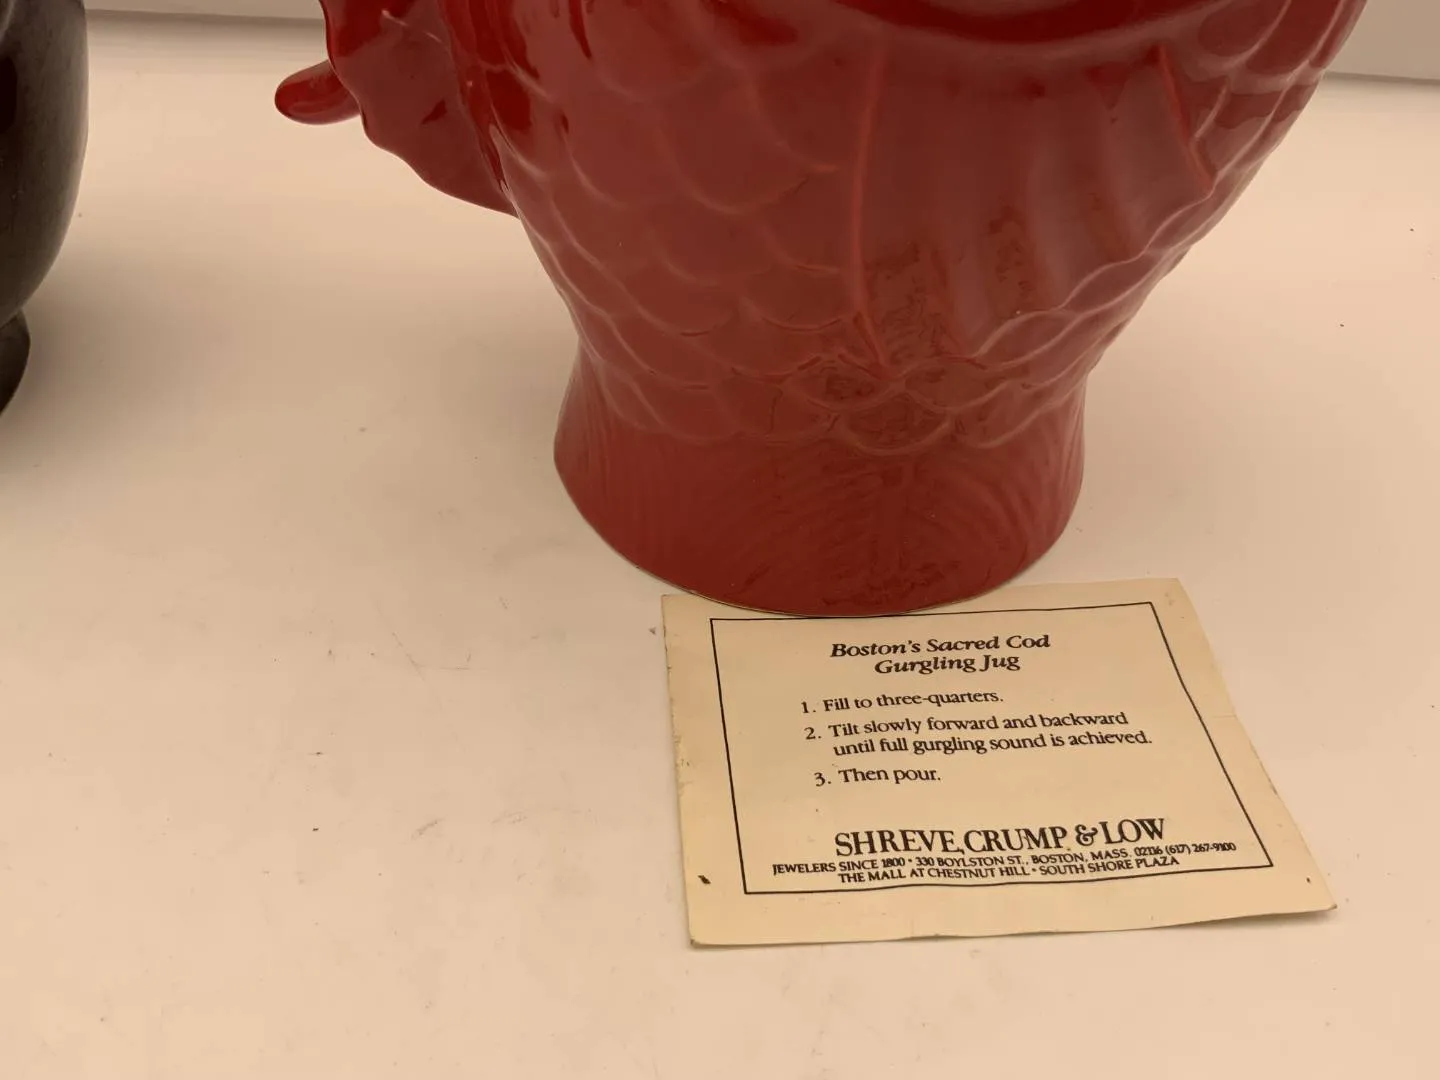 Boston's Sacred Cod
Gurgling Jug
1. Fill to three-quarters.
2. Tilt slowly forward and backward
until full gurgling sound is achieved.
3. Then pour.
SHREVE, CRUMP & LOW
JEWELERS SINCE 1800 • 330 BOYLSTON ST., BOSTON, MASS. 02116 (617) 267-9100
THE MALL AT CHESTNUT HILL • SOUTH SHORE PLAZA